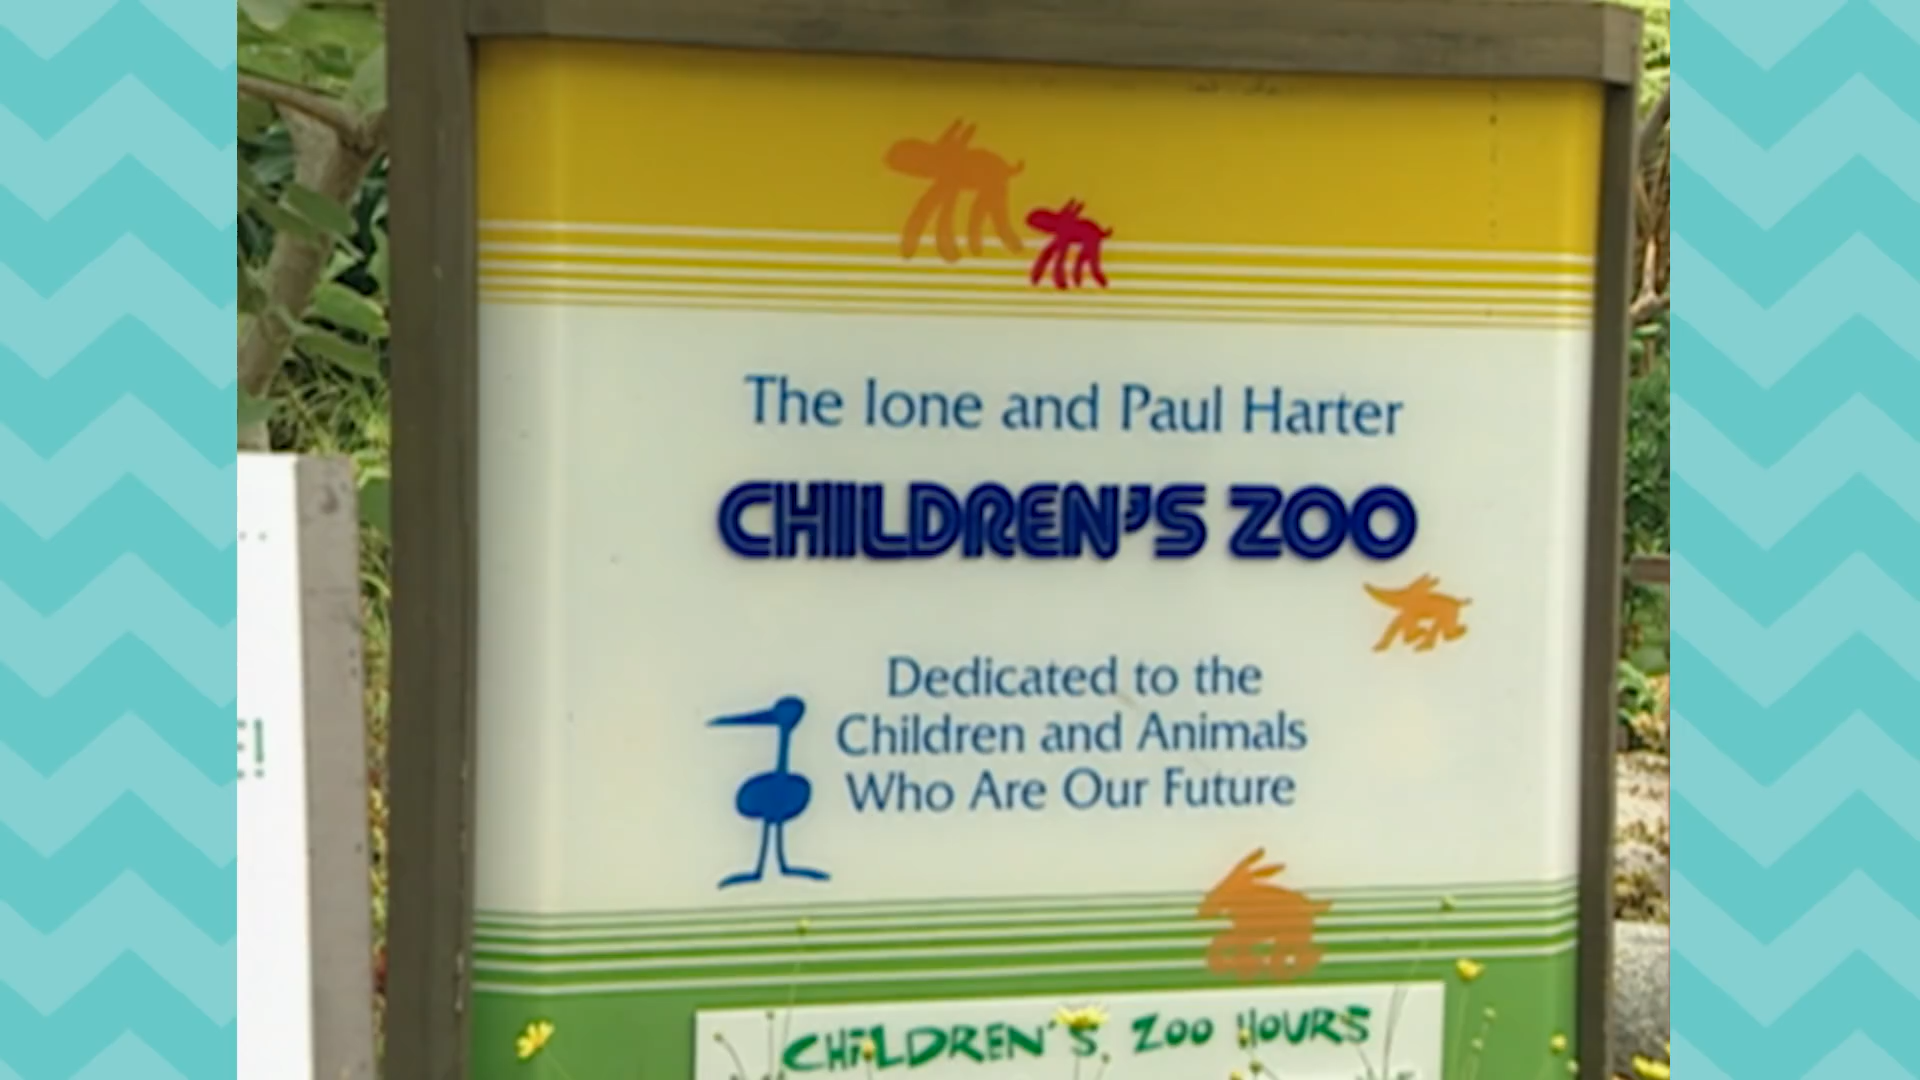 The Ione and Paul Harter
CHILDREN'S ZOO
Dedicated to the
Children and Animals
Who Are Our Future
CHiLDREN'S ZOO HOURS